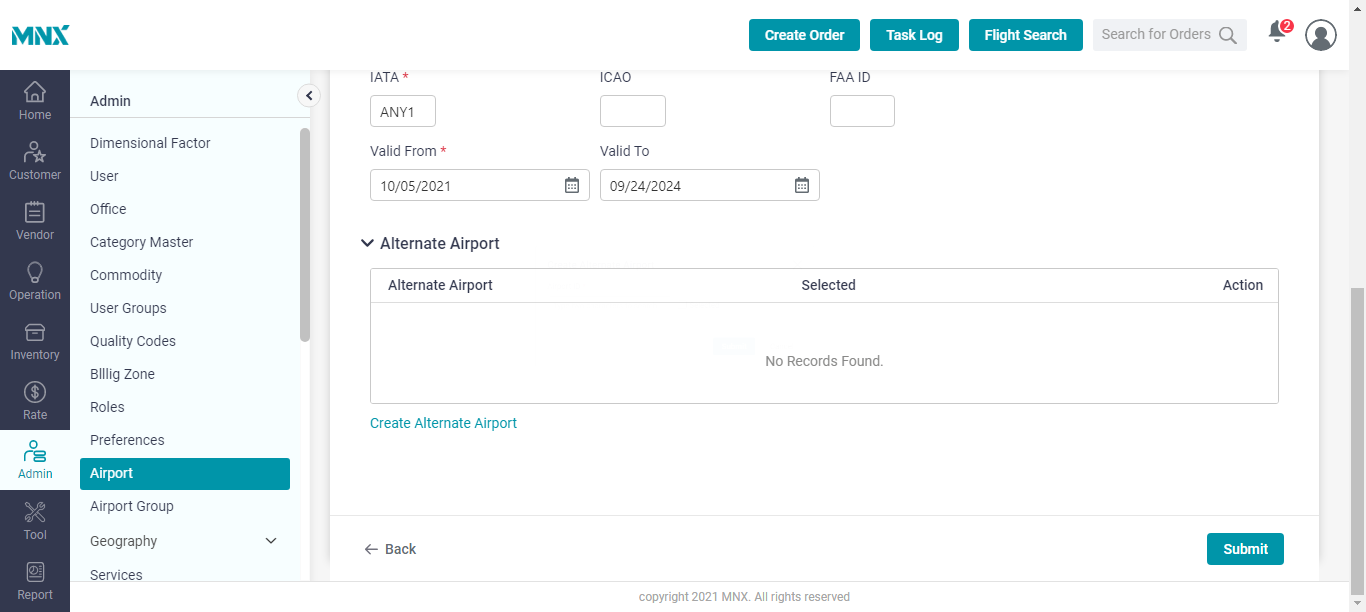 MNX
Create Order
Task Log
Flight Search
Search for Orders
2
Home
Customer
Vendor
Operation
Inventory
Rate
Admin
Tool
Report
Admin
Dimensional Factor
User
Office
Category Master
Commodity
User Groups
Quality Codes
Blllig Zone
Roles
Preferences
Airport
Airport Group
Geography
Services
IATA * ICAO FAA ID
ANY1
Valid From * Valid To
10/05/2021 09/24/2024
Alternate Airport
Alternate Airport Selected Action
No Records Found.
Create Alternate Airport
Back
Submit
copyright 2021 MNX. All rights reserved